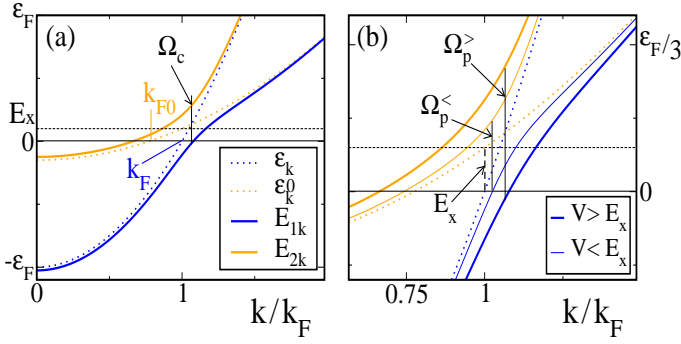 ε_F
(a)
Ω_c
k_F0
E_x
0
k_F
ε_k
ε_k^0
E_1k
E_2k
-ε_F
0
1
k/k_F
(b)
Ω_p^>
ε_F/3
Ω_p^<
E_x
0
V> E_x
V< E_x
0.75
1
k/k_F